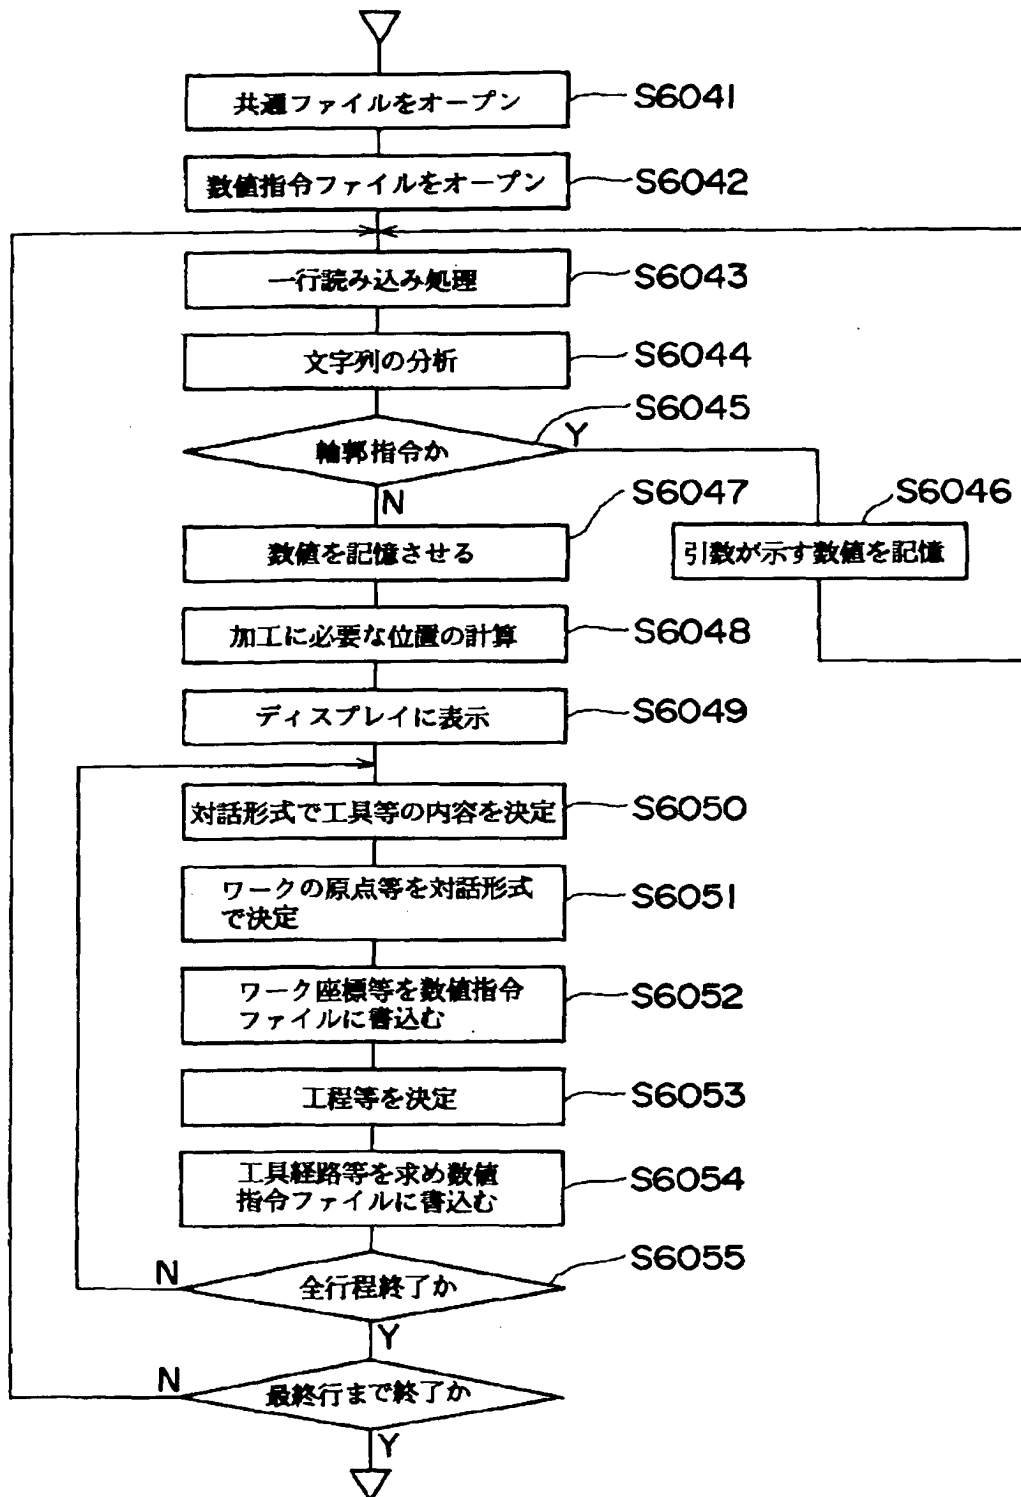 共通ファイルをオープン
S6041
数値指令ファイルをオープン
S6042
一行読み込み処理
S6043
文字列の分析
S6044
S6045
輪郭指令か
Y
N
S6047
S6046
数値を記憶させる
引数が示す数値を記憶
加工に必要な位置の計算
S6048
ディスプレイに表示
S6049
対話形式で工具等の内容を決定
S6050
ワークの原点等を対話形式
で決定
S6051
ワーク座標等を数値指令
ファイルに書込む
S6052
工程等を決定
S6053
工具経路等を求め数値
指令ファイルに書込む
S6054
S6055
N
全行程終了か
Y
N
最終行まで終了か
Y